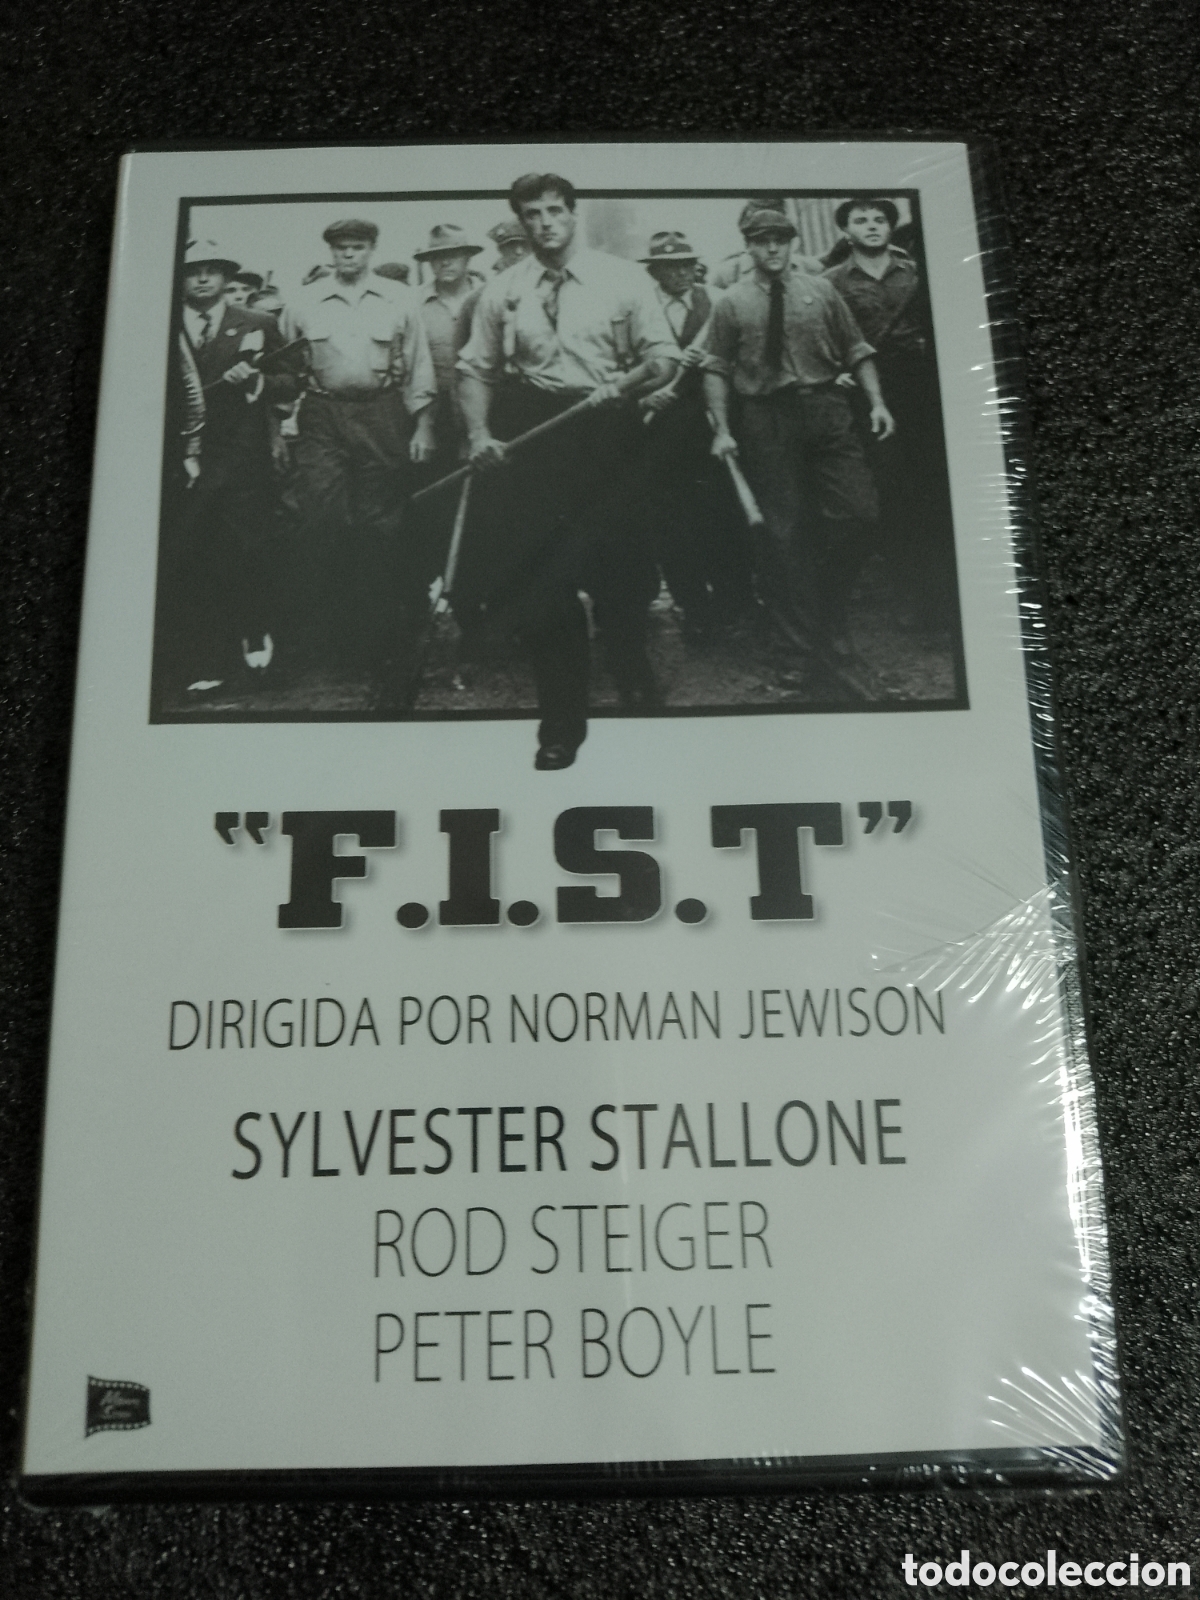 "F.I.S.T"
DIRIGIDA POR NORMAN JEWISON
SYLVESTER STALLONE
ROD STEIGER
PETER BOYLE
todocoleccion